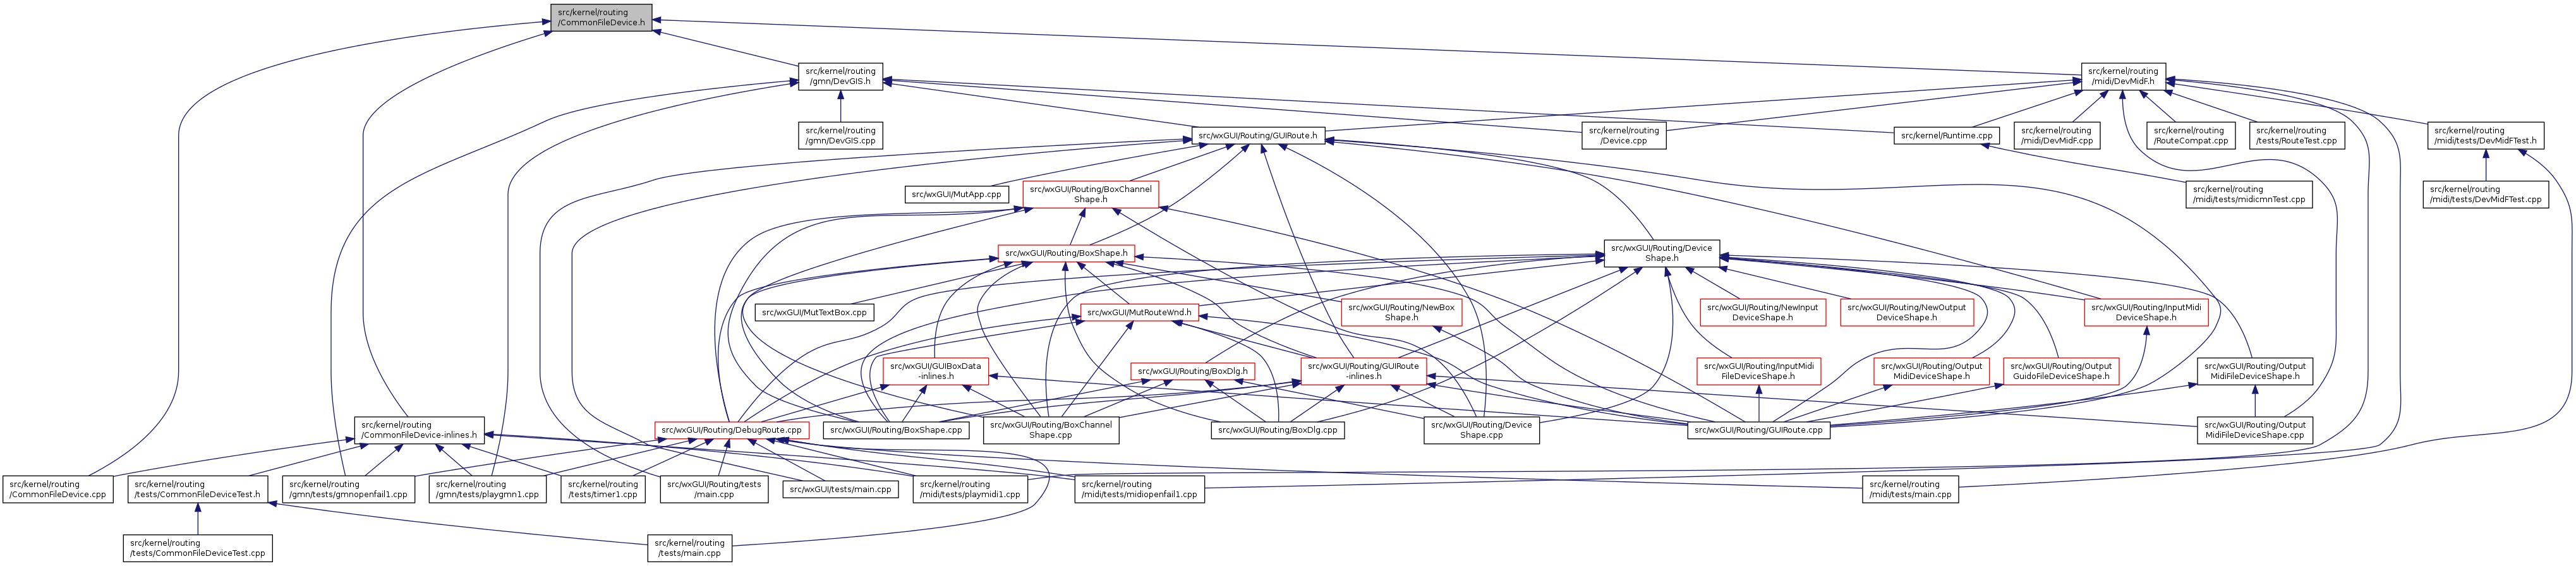 src/kernel/routing
/CommonFileDevice.h
src/kernel/routing
/gmn/DevGIS.h
src/kernel/routing
/midi/DevMidF.h
src/kernel/routing
/gmn/DevGIS.cpp
src/wxGUI/Routing/GUIRoute.h
src/kernel/routing
/Device.cpp
src/kernel/Runtime.cpp
src/kernel/routing
/midi/DevMidF.cpp
src/kernel/routing
/RouteCompat.cpp
src/kernel/routing
/tests/RouteTest.cpp
src/kernel/routing
/midi/tests/DevMidFTest.h
src/wxGUI/MutApp.cpp
src/wxGUI/Routing/BoxChannel
Shape.h
src/kernel/routing
/midi/tests/midicmnTest.cpp
src/kernel/routing
/midi/tests/DevMidFTest.cpp
src/wxGUI/Routing/BoxShape.h
src/wxGUI/Routing/Device
Shape.h
src/wxGUI/MutTextBox.cpp
src/wxGUI/MutRouteWnd.h
src/wxGUI/Routing/NewBox
Shape.h
src/wxGUI/Routing/NewInput
DeviceShape.h
src/wxGUI/Routing/NewOutput
DeviceShape.h
src/wxGUI/Routing/InputMidi
DeviceShape.h
src/wxGUI/GUIBoxData
-inlines.h
src/wxGUI/Routing/BoxDlg.h
src/wxGUI/Routing/GUIRoute
-inlines.h
src/wxGUI/Routing/InputMidi
FileDeviceShape.h
src/wxGUI/Routing/Output
MidiDeviceShape.h
src/wxGUI/Routing/Output
GuidoFileDeviceShape.h
src/wxGUI/Routing/Output
MidiFileDeviceShape.h
src/kernel/routing
/CommonFileDevice-inlines.h
src/wxGUI/Routing/DebugRoute.cpp
src/wxGUI/Routing/BoxShape.cpp
src/wxGUI/Routing/BoxChannel
Shape.cpp
src/wxGUI/Routing/BoxDlg.cpp
src/wxGUI/Routing/Device
Shape.cpp
src/wxGUI/Routing/GUIRoute.cpp
src/wxGUI/Routing/Output
MidiFileDeviceShape.cpp
src/kernel/routing
/CommonFileDevice.cpp
src/kernel/routing
/tests/CommonFileDeviceTest.h
src/kernel/routing
/gmn/tests/gmnopenfail1.cpp
src/kernel/routing
/gmn/tests/playgmn1.cpp
src/kernel/routing
/tests/timer1.cpp
src/wxGUI/Routing/tests
/main.cpp
src/wxGUI/tests/main.cpp
src/kernel/routing
/midi/tests/playmidi1.cpp
src/kernel/routing
/midi/tests/midiopenfail1.cpp
src/kernel/routing
/midi/tests/main.cpp
src/kernel/routing
/tests/CommonFileDeviceTest.cpp
src/kernel/routing
/tests/main.cpp